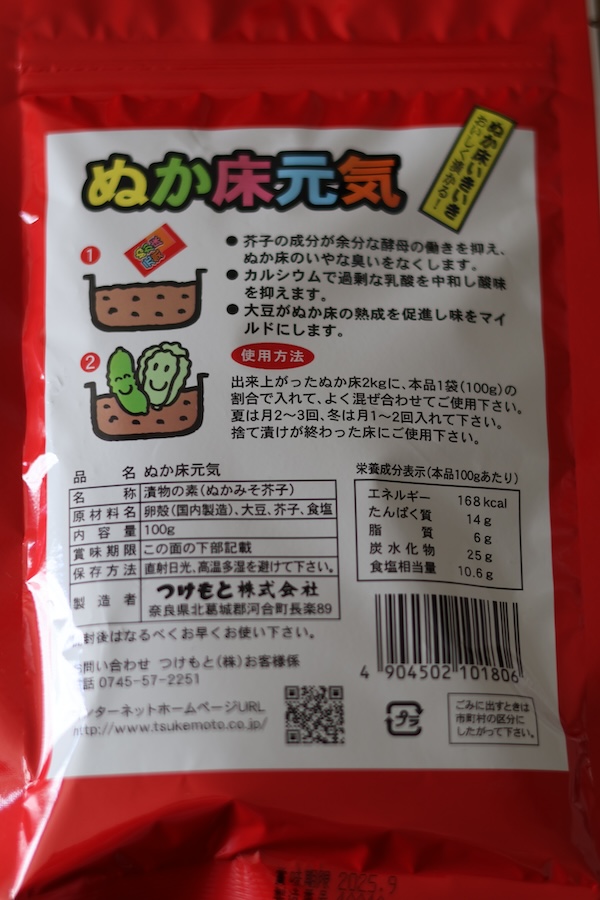 ぬか床いきいき
おいしく漬かる！
ぬか床元気
1
● 芥子の成分が余分な酵母の働きを抑え、
ぬか床のいやな臭いをなくします。
● カルシウムで過剰な乳酸を中和し酸味
を抑えます。
● 大豆がぬか床の熟成を促進し味をマイ
ルドにします。
2
使用方法
出来上がったぬか床2kgに、本品1袋(100g)の
割合で入れて、よく混ぜ合わせてご使用下さい。
夏は月2〜3回、冬は月1〜2回入れて下さい。
捨て漬けが終わった床にご使用下さい。
品 名 ぬか床元気
名 称 漬物の素(ぬかみそ芥子)
原材料名 卵殻(国内製造)、大豆、芥子、食塩
内容量 100g
賞味期限 この面の下部記載
保存方法 直射日光、高温多湿を避けて下さい。
製造者 つけもと株式会社
奈良県北葛城郡河合町長楽89
栄養成分表示(本品100gあたり)
エネルギー 168kcal
たんぱく質 14g
脂質 6g
炭水化物 25g
食塩相当量 10.6g
封後はなるべくお早くお使い下さい。
お問い合わせ つけもと(株)お客様係
電話 0745-57-2251
ンターネットホームページURL
http://www.tsukemoto.co.jp/
4 904502 101806
プラ
ごみに出すときは
市町村の区分に
したがって下さい。
賞味期限 2025.9